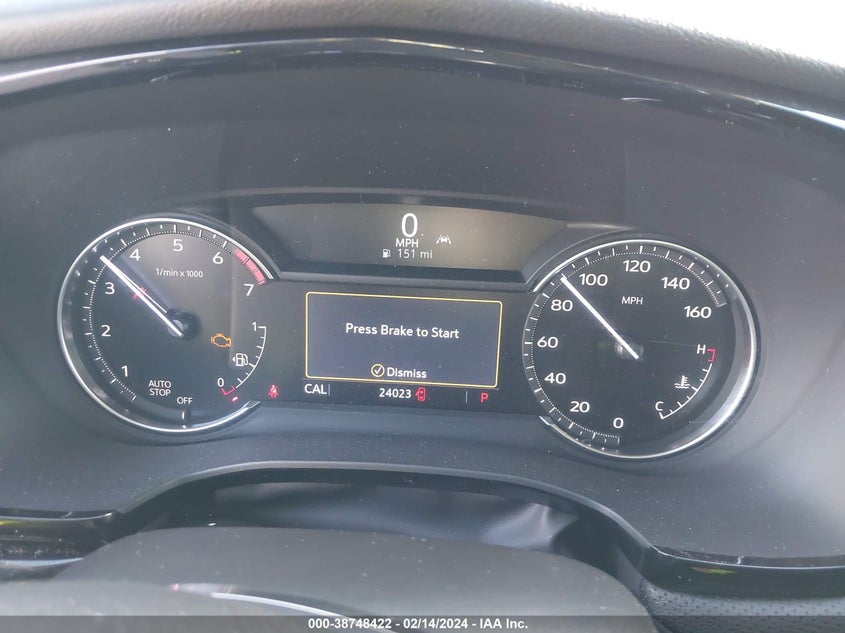 0
MPH
151 mi
1 2 3 4 5 6 7
1/min x 1000
AUTO
STOP
OFF
0 1
Press Brake to Start
Dismiss
CAL 24023 P
0 20 40 60 80 100 120 140 160
MPH
H
C
000-38748422 - 02/14/2024 - IAA Inc.